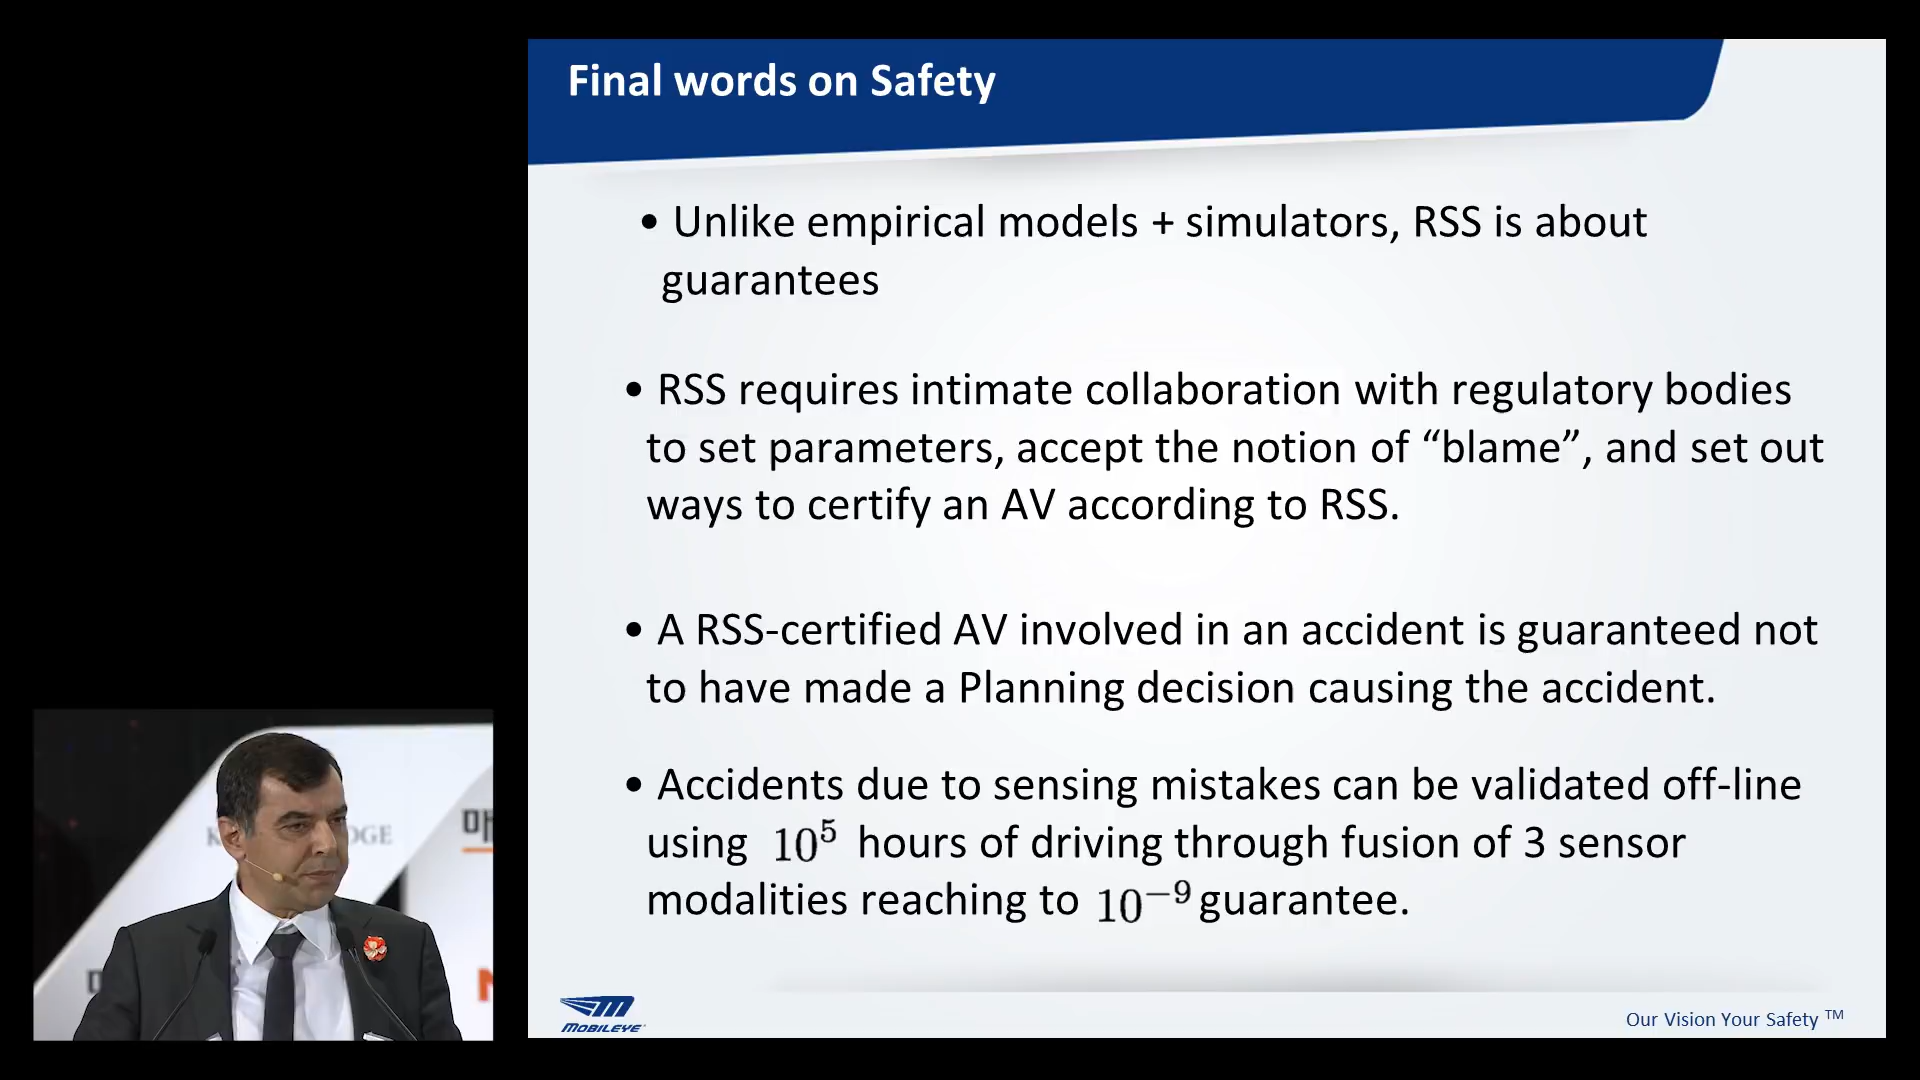 Final words on Safety
• Unlike empirical models + simulators, RSS is about
guarantees
• RSS requires intimate collaboration with regulatory bodies
to set parameters, accept the notion of “blame”, and set out
ways to certify an AV according to RSS.
• A RSS-certified AV involved in an accident is guaranteed not
to have made a Planning decision causing the accident.
• Accidents due to sensing mistakes can be validated off-line
using 10⁵ hours of driving through fusion of 3 sensor
modalities reaching to 10⁻⁹ guarantee.
MOBILEYE
Our Vision Your Safety ™